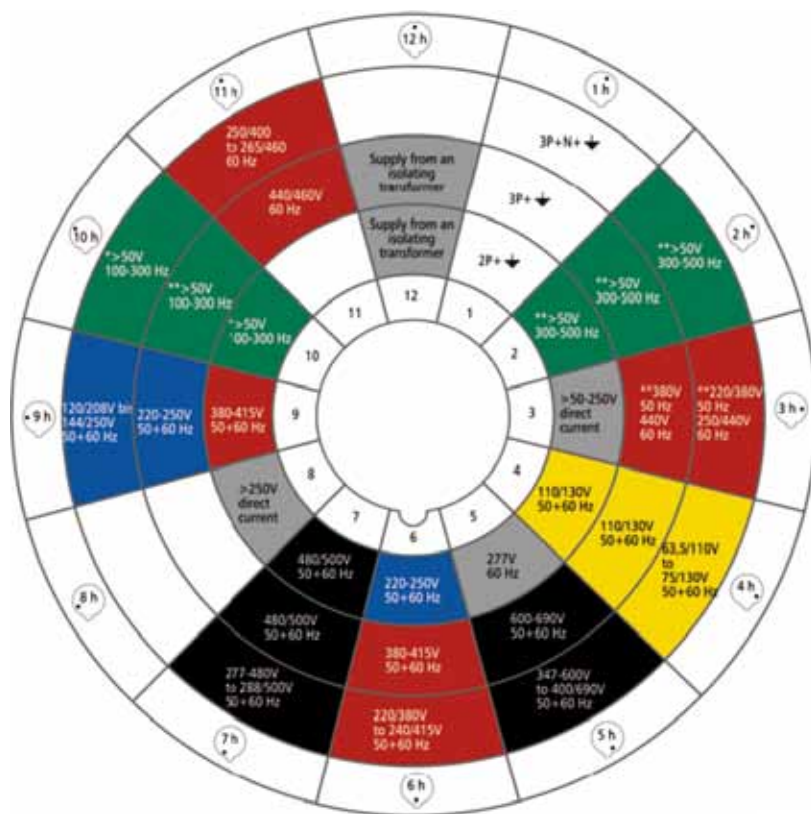 12 h
1 h
3P+N+
3P+
2P+
2 h
**>50V
300-500 Hz
**>50V
300-500 Hz
**>50V
300-500 Hz
3 h
**220/380V
50 Hz
250/440V
60 Hz
**380V
50 Hz
440V
60 Hz
>50-250V
direct
current
4 h
63,5/110V
to
75/130V
50+60 Hz
110/130V
50+60 Hz
110/130V
50+60 Hz
5 h
347-600V
to 400/690V
50+60 Hz
600-690V
50+60 Hz
277V
60 Hz
6 h
220/380V
to 240/415V
50+60 Hz
380-415V
50+60 Hz
220-250V
50+60 Hz
7 h
277-480V
to 288/500V
50+60 Hz
480/500V
50+60 Hz
480/500V
50+60 Hz
8 h
>250V
direct
current
9 h
120/208V bis
144/250V
50+60 Hz
220-250V
50+60 Hz
380-415V
50+60 Hz
10 h
*>50V
100-300 Hz
**>50V
100-300 Hz
*>50V
100-300 Hz
11 h
250/400
to 265/460
60 Hz
440/460V
60 Hz
Supply from an
isolating
transformer
Supply from an
isolating
transformer
12
1
2
3
4
5
6
7
8
9
10
11